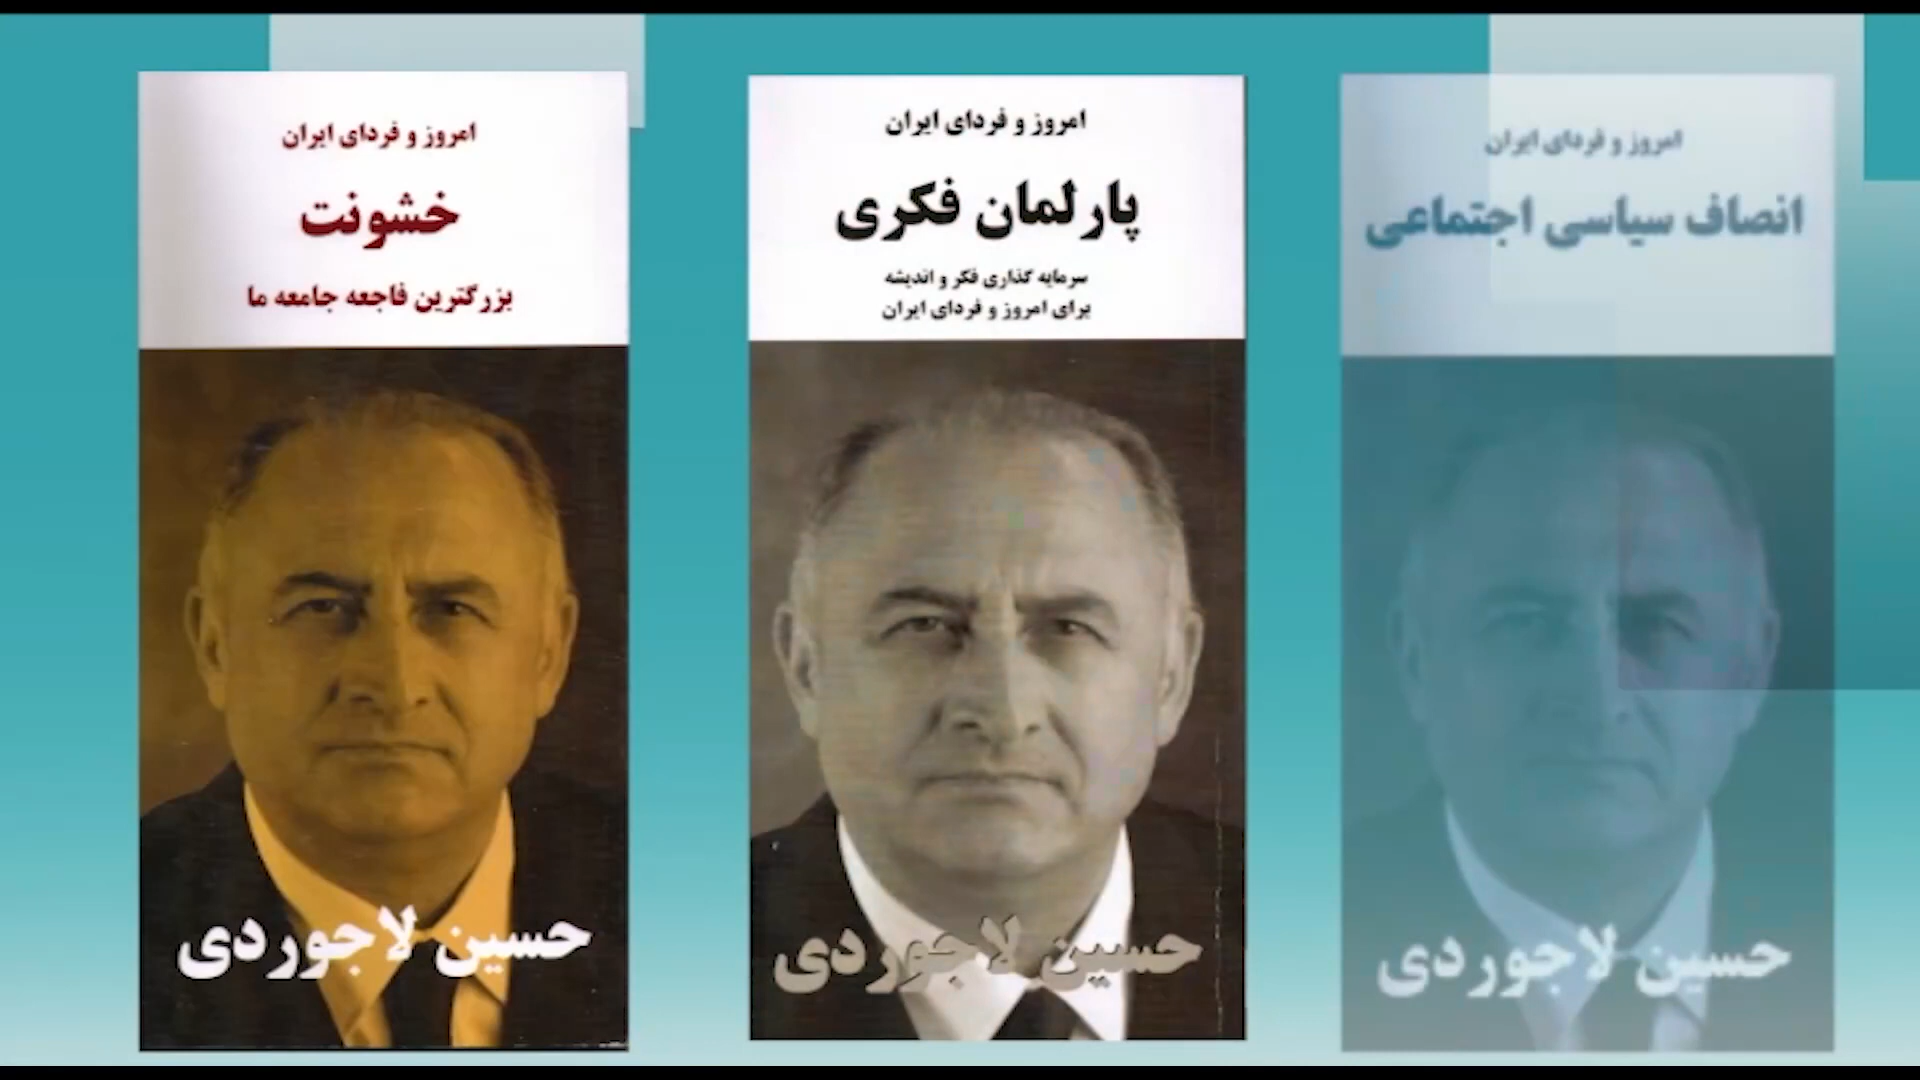 امروز و فردای ایران
خشونت
بزرگترین فاجعه جامعه ما
حسین لاجوردی
امروز و فردای ایران
پارلمان فکری
سرمایه گذاری فکر و اندیشه
برای امروز و فردای ایران
حسین لاجوردی
امروز و فردای ایران
انصاف سیاسی اجتماعی
حسین لاجوردی